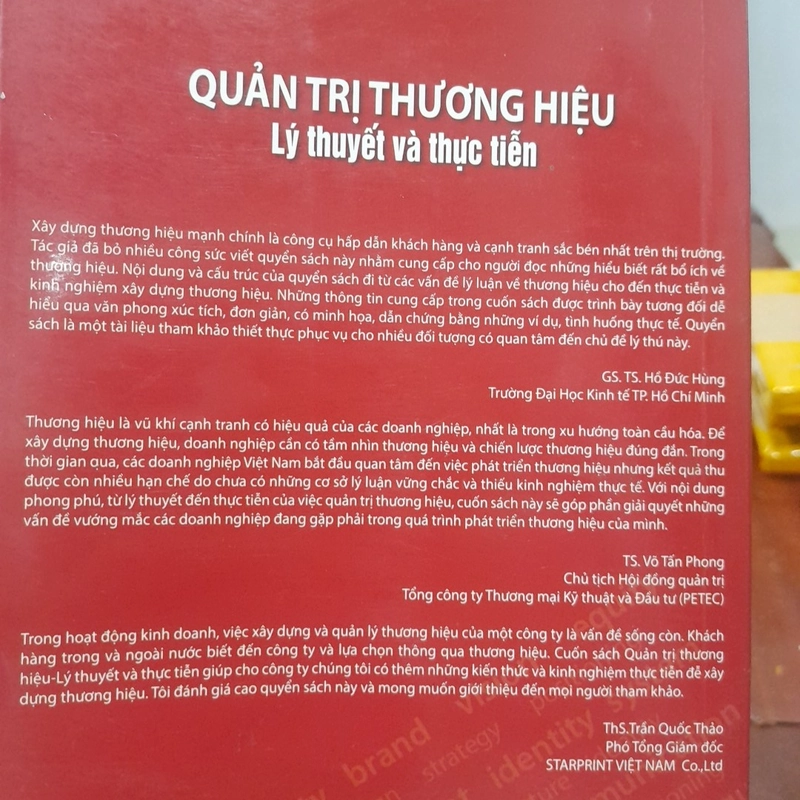 QUẢN TRỊ THƯƠNG HIỆU
Lý thuyết và thực tiễn
Xây dựng thương hiệu mạnh chính là công cụ hấp dẫn khách hàng và cạnh tranh sắc bén nhất trên thị trường.
Tác giả đã bỏ nhiều công sức viết quyển sách này nhằm cung cấp cho người đọc những hiểu biết rất bổ ích về
thương hiệu. Nội dung và cấu trúc của quyển sách đi từ các vấn đề lý luận về thương hiệu cho đến thực tiễn và
kinh nghiệm xây dựng thương hiệu. Những thông tin cung cấp trong cuốn sách được trình bày tương đối dễ
hiểu qua văn phong xúc tích, đơn giản, có minh họa, dẫn chứng bằng những ví dụ, tình huống thực tế. Quyển
sách là một tài liệu tham khảo thiết thực phục vụ cho nhiều đối tượng có quan tâm đến chủ đề lý thú này.
GS. TS. Hồ Đức Hùng
Trường Đại Học Kinh tế TP. Hồ Chí Minh
Thương hiệu là vũ khí cạnh tranh có hiệu quả của các doanh nghiệp, nhất là trong xu hướng toàn cầu hóa. Để
xây dựng thương hiệu, doanh nghiệp cần có tầm nhìn thương hiệu và chiến lược thương hiệu đúng đắn. Trong
thời gian qua, các doanh nghiệp Việt Nam bắt đầu quan tâm đến việc phát triển thương hiệu nhưng kết quả thu
được còn nhiều hạn chế do chưa có những cơ sở lý luận vững chắc và thiếu kinh nghiệm thực tế. Với nội dung
phong phú, từ lý thuyết đến thực tiễn của việc quản trị thương hiệu, cuốn sách này sẽ góp phần giải quyết những
vấn đề vướng mắc các doanh nghiệp đang gặp phải trong quá trình phát triển thương hiệu của mình.
TS. Võ Tấn Phong
Chủ tịch Hội đồng quản trị
Tổng công ty Thương mại Kỹ thuật và Đầu tư (PETEC)
Trong hoạt động kinh doanh, việc xây dựng và quản lý thương hiệu của một công ty là vấn đề sống còn. Khách
hàng trong và ngoài nước biết đến công ty và lựa chọn thông qua thương hiệu. Cuốn sách Quản trị thương
hiệu-Lý thuyết và thực tiễn giúp cho công ty chúng tôi có thêm những kiến thức và kinh nghiệm thực tiễn để xây
dựng thương hiệu. Tôi đánh giá cao quyển sách này và mong muốn giới thiệu đến mọi người tham khảo.
ThS.Trần Quốc Thảo
Phó Tổng Giám đốc
STARPRINT VIỆT NAM Co.,Ltd
brand
strategy
identity